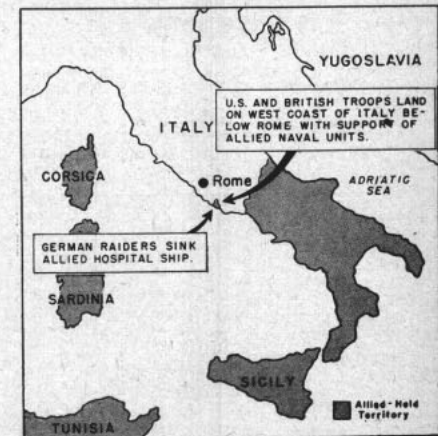 YUGOSLAVIA
U.S. AND BRITISH TROOPS LAND
ON WEST COAST OF ITALY BE-
LOW ROME WITH SUPPORT OF
ALLIED NAVAL UNITS.
ITALY
CORSICA
Rome
ADRIATIC
SEA
GERMAN RAIDERS SINK
ALLIED HOSPITAL SHIP.
SARDINIA
SICILY
Allied-Held
Territory
TUNISIA